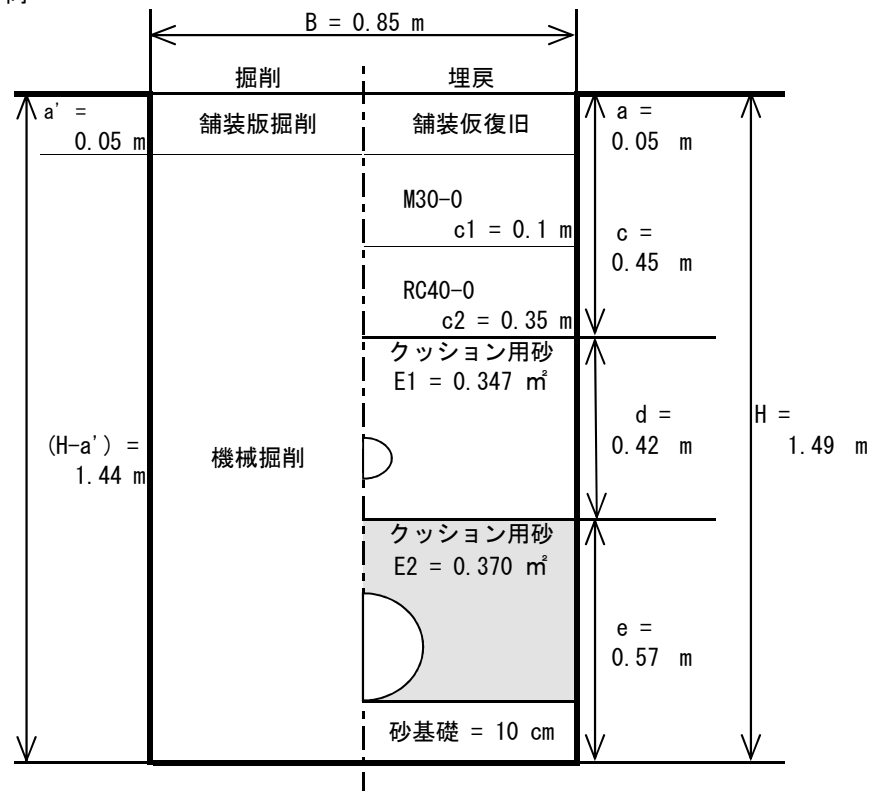 B = 0.85 m
掘削
埋戻
a' =
0.05 m
舗装版掘削
舗装仮復旧
a =
0.05 m
M30-0
c1 = 0.1 m
c =
0.45 m
RC40-0
c2 = 0.35 m
クッション用砂
E1 = 0.347 ㎡
(H-a') =
1.44 m
機械掘削
d =
0.42 m
H =
1.49 m
クッション用砂
E2 = 0.370 ㎡
e =
0.57 m
砂基礎 = 10 cm